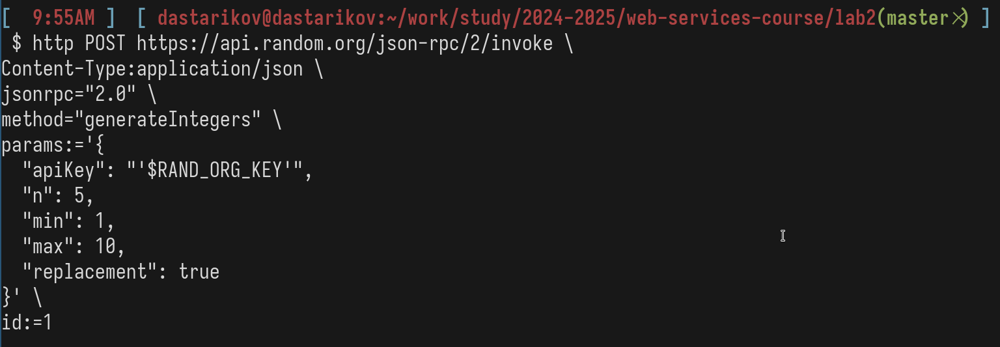 [  9:55AM ]  [ dastarikov@dastarikov:~/work/study/2024-2025/web-services-course/lab2(master✕) ]
 $ http POST https://api.random.org/json-rpc/2/invoke \
Content-Type:application/json \
jsonrpc="2.0" \
method="generateIntegers" \
params:='{
  "apiKey": "'$RAND_ORG_KEY'",
  "n": 5,
  "min": 1,
  "max": 10,
  "replacement": true
}' \
id:=1